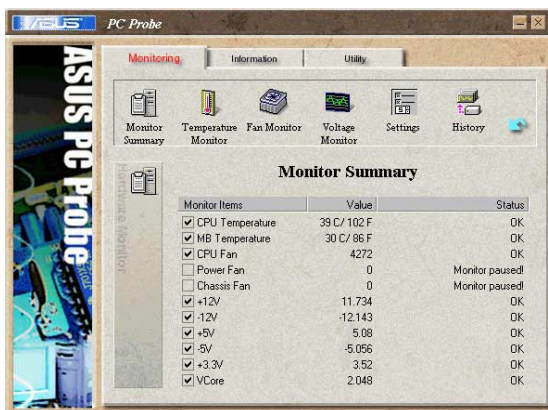 ASUS PC Probe
Monitoring Information Utility
ASUS PC Probe
Monitor Summary
Temperature Monitor
Fan Monitor
Voltage Monitor
Settings
History
Hardware Monitor
Monitor Summary
Monitor Items Value Status
CPU Temperature 39 C/ 102 F OK
MB Temperature 30 C/ 86 F OK
CPU Fan 4272 OK
Power Fan 0 Monitor paused!
Chassis Fan 0 Monitor paused!
+12V 11.734 OK
-12V -12.143 OK
+5V 5.08 OK
-5V -5.056 OK
+3.3V 3.52 OK
VCore 2.048 OK